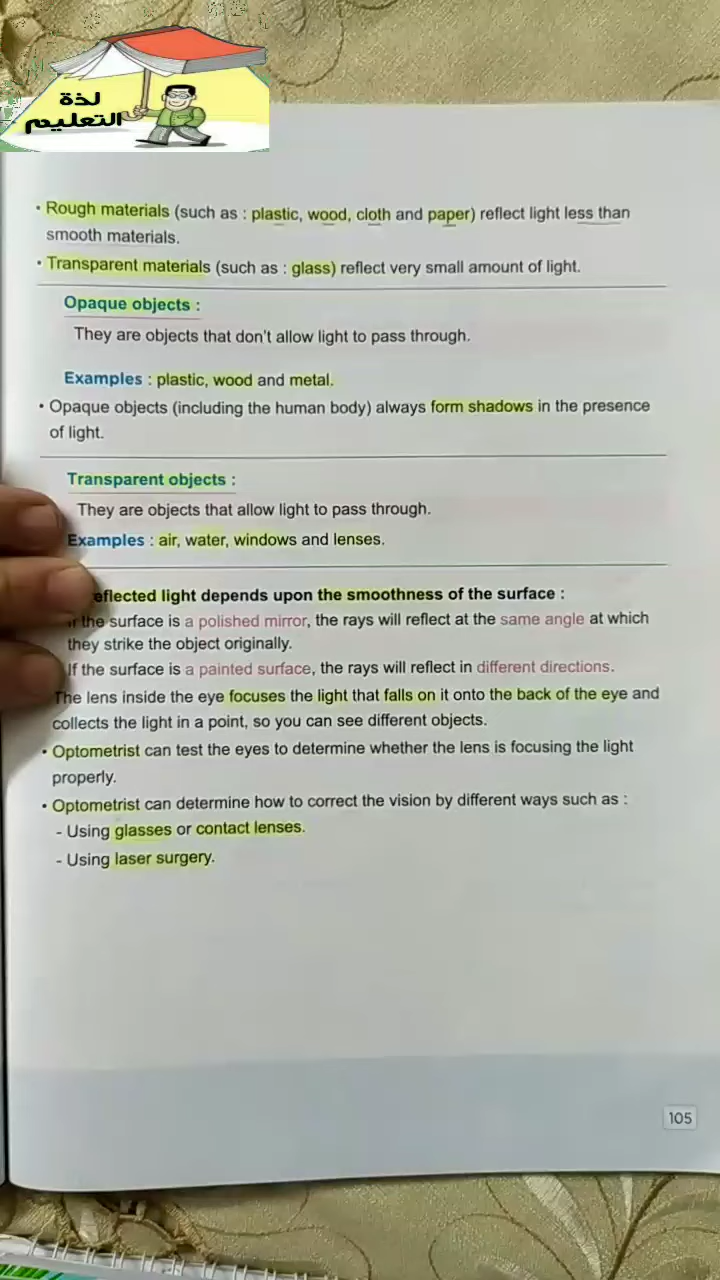 لذة
التعليم
• Rough materials (such as : plastic, wood, cloth and paper) reflect light less than
smooth materials.
• Transparent materials (such as : glass) reflect very small amount of light.
Opaque objects :
They are objects that don't allow light to pass through.
Examples : plastic, wood and metal.
• Opaque objects (including the human body) always form shadows in the presence
of light.
Transparent objects :
They are objects that allow light to pass through.
Examples : air, water, windows and lenses.
eflected light depends upon the smoothness of the surface :
the surface is a polished mirror, the rays will reflect at the same angle at which
they strike the object originally.
If the surface is a painted surface, the rays will reflect in different directions.
The lens inside the eye focuses the light that falls on it onto the back of the eye and
collects the light in a point, so you can see different objects.
• Optometrist can test the eyes to determine whether the lens is focusing the light
properly.
• Optometrist can determine how to correct the vision by different ways such as :
- Using glasses or contact lenses.
- Using laser surgery.
105